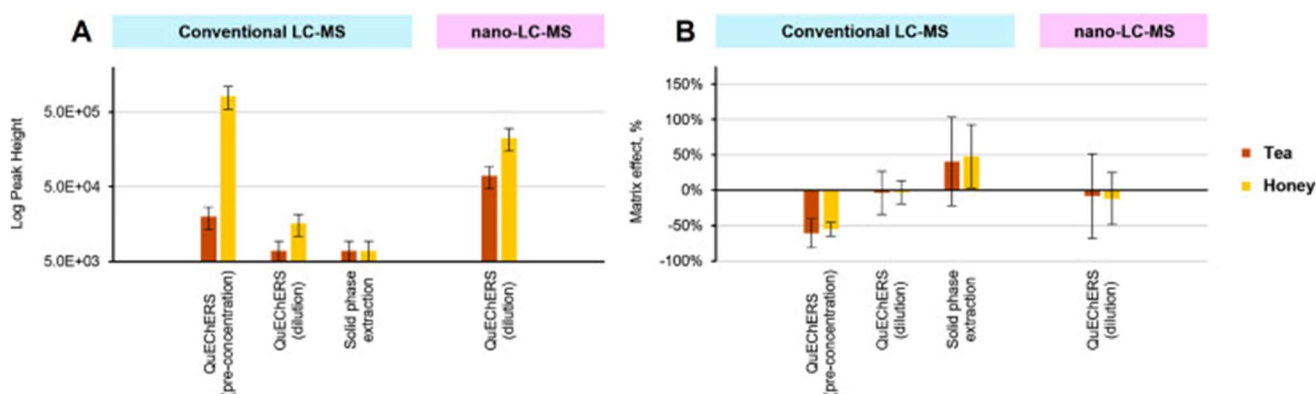 A
Conventional LC-MS
nano-LC-MS
Log Peak Height
5.0E+05
5.0E+04
5.0E+03
QuEChERS
(pre-concentration)
QuEChERS
(dilution)
Solid phase
extraction
QuEChERS
(dilution)
B
Conventional LC-MS
nano-LC-MS
Matrix effect, %
150%
100%
50%
0%
-50%
-100%
QuEChERS
(pre-concentration)
QuEChERS
(dilution)
Solid phase
extraction
QuEChERS
(dilution)
Tea
Honey